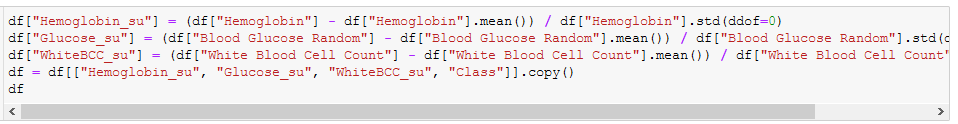 df["Hemoglobin_su"] = (df["Hemoglobin"] - df["Hemoglobin"].mean()) / df["Hemoglobin"].std(ddof=0)
df["Glucose_su"] = (df["Blood Glucose Random"] - df["Blood Glucose Random"].mean()) / df["Blood Glucose Random"].std(
df["WhiteBCC_su"] = (df["White Blood Cell Count"] - df["White Blood Cell Count"].mean()) / df["White Blood Cell Count"
df = df[["Hemoglobin_su", "Glucose_su", "WhiteBCC_su", "Class"]].copy()
df